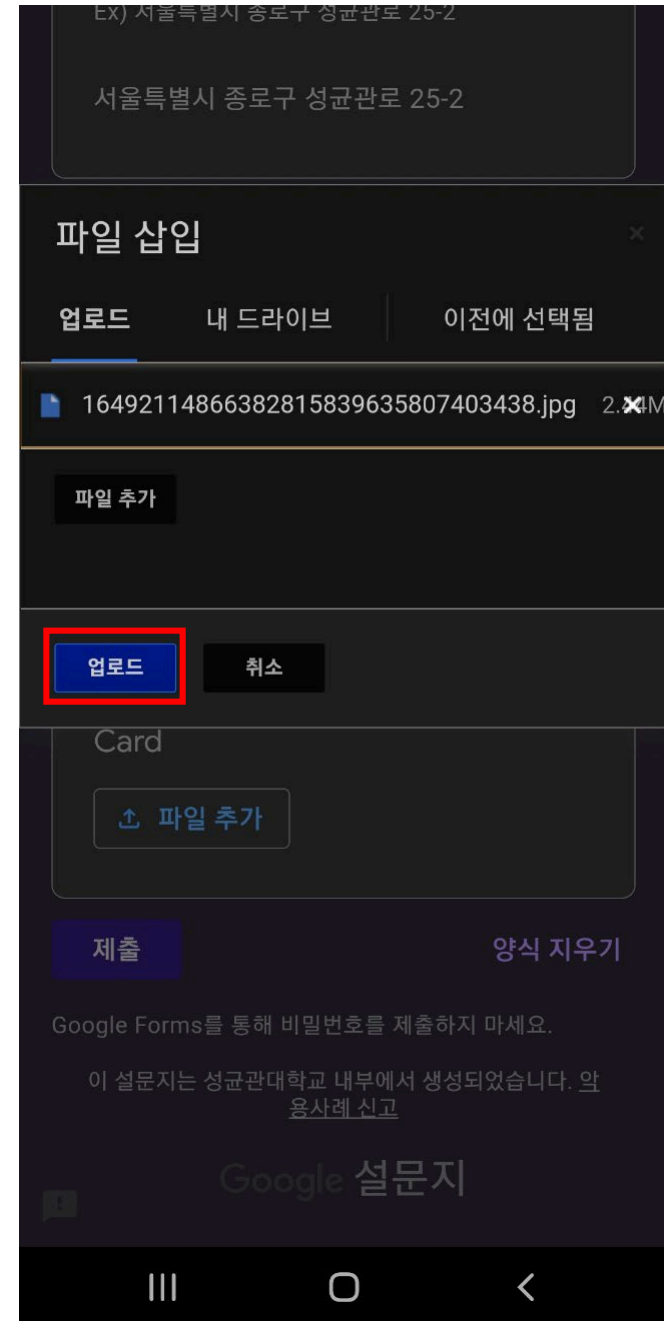 Ex) 서울특별시 종로구 성균관로 25-2
서울특별시 종로구 성균관로 25-2
파일 삽입
업로드 내 드라이브 이전에 선택됨
16492114866382815839635807403438.jpg
파일 추가
업로드 취소
Card
파일 추가
제출 양식 지우기
Google Forms를 통해 비밀번호를 제출하지 마세요.
이 설문지는 성균관대학교 내부에서 생성되었습니다. 악
용사례 신고
Google 설문지